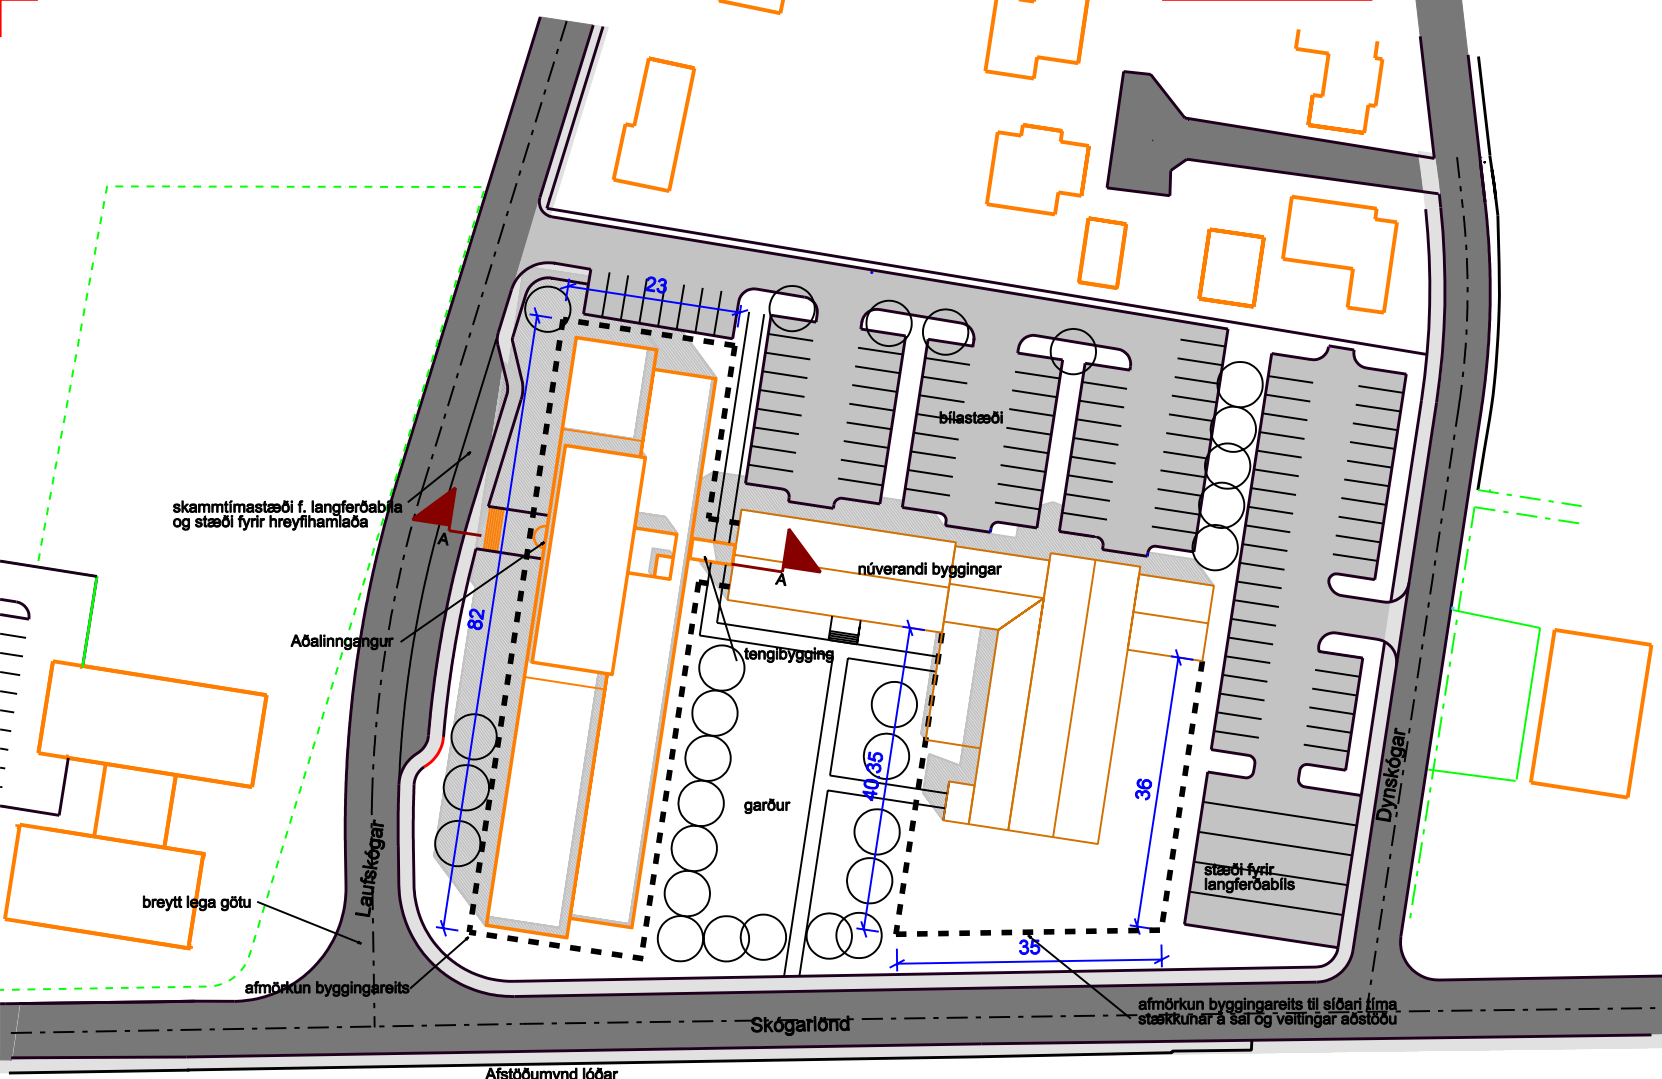 23
bílastæði
skammtímastæði f. langferðabíla
og stæði fyrir hreyfihamlaða
A
A
núverandi byggingar
82
Aðalinngangur
tengibygging
40,35
36
garður
Dynskógar
Laufskógar
stæði fyrir
langferðabíls
breytt lega götu
35
afmörkun byggingareits
afmörkun byggingareits til síðari tíma
stækkunar á sal og veitingar aðstöðu
Skógarlönd
Afstöðumynd lóðar